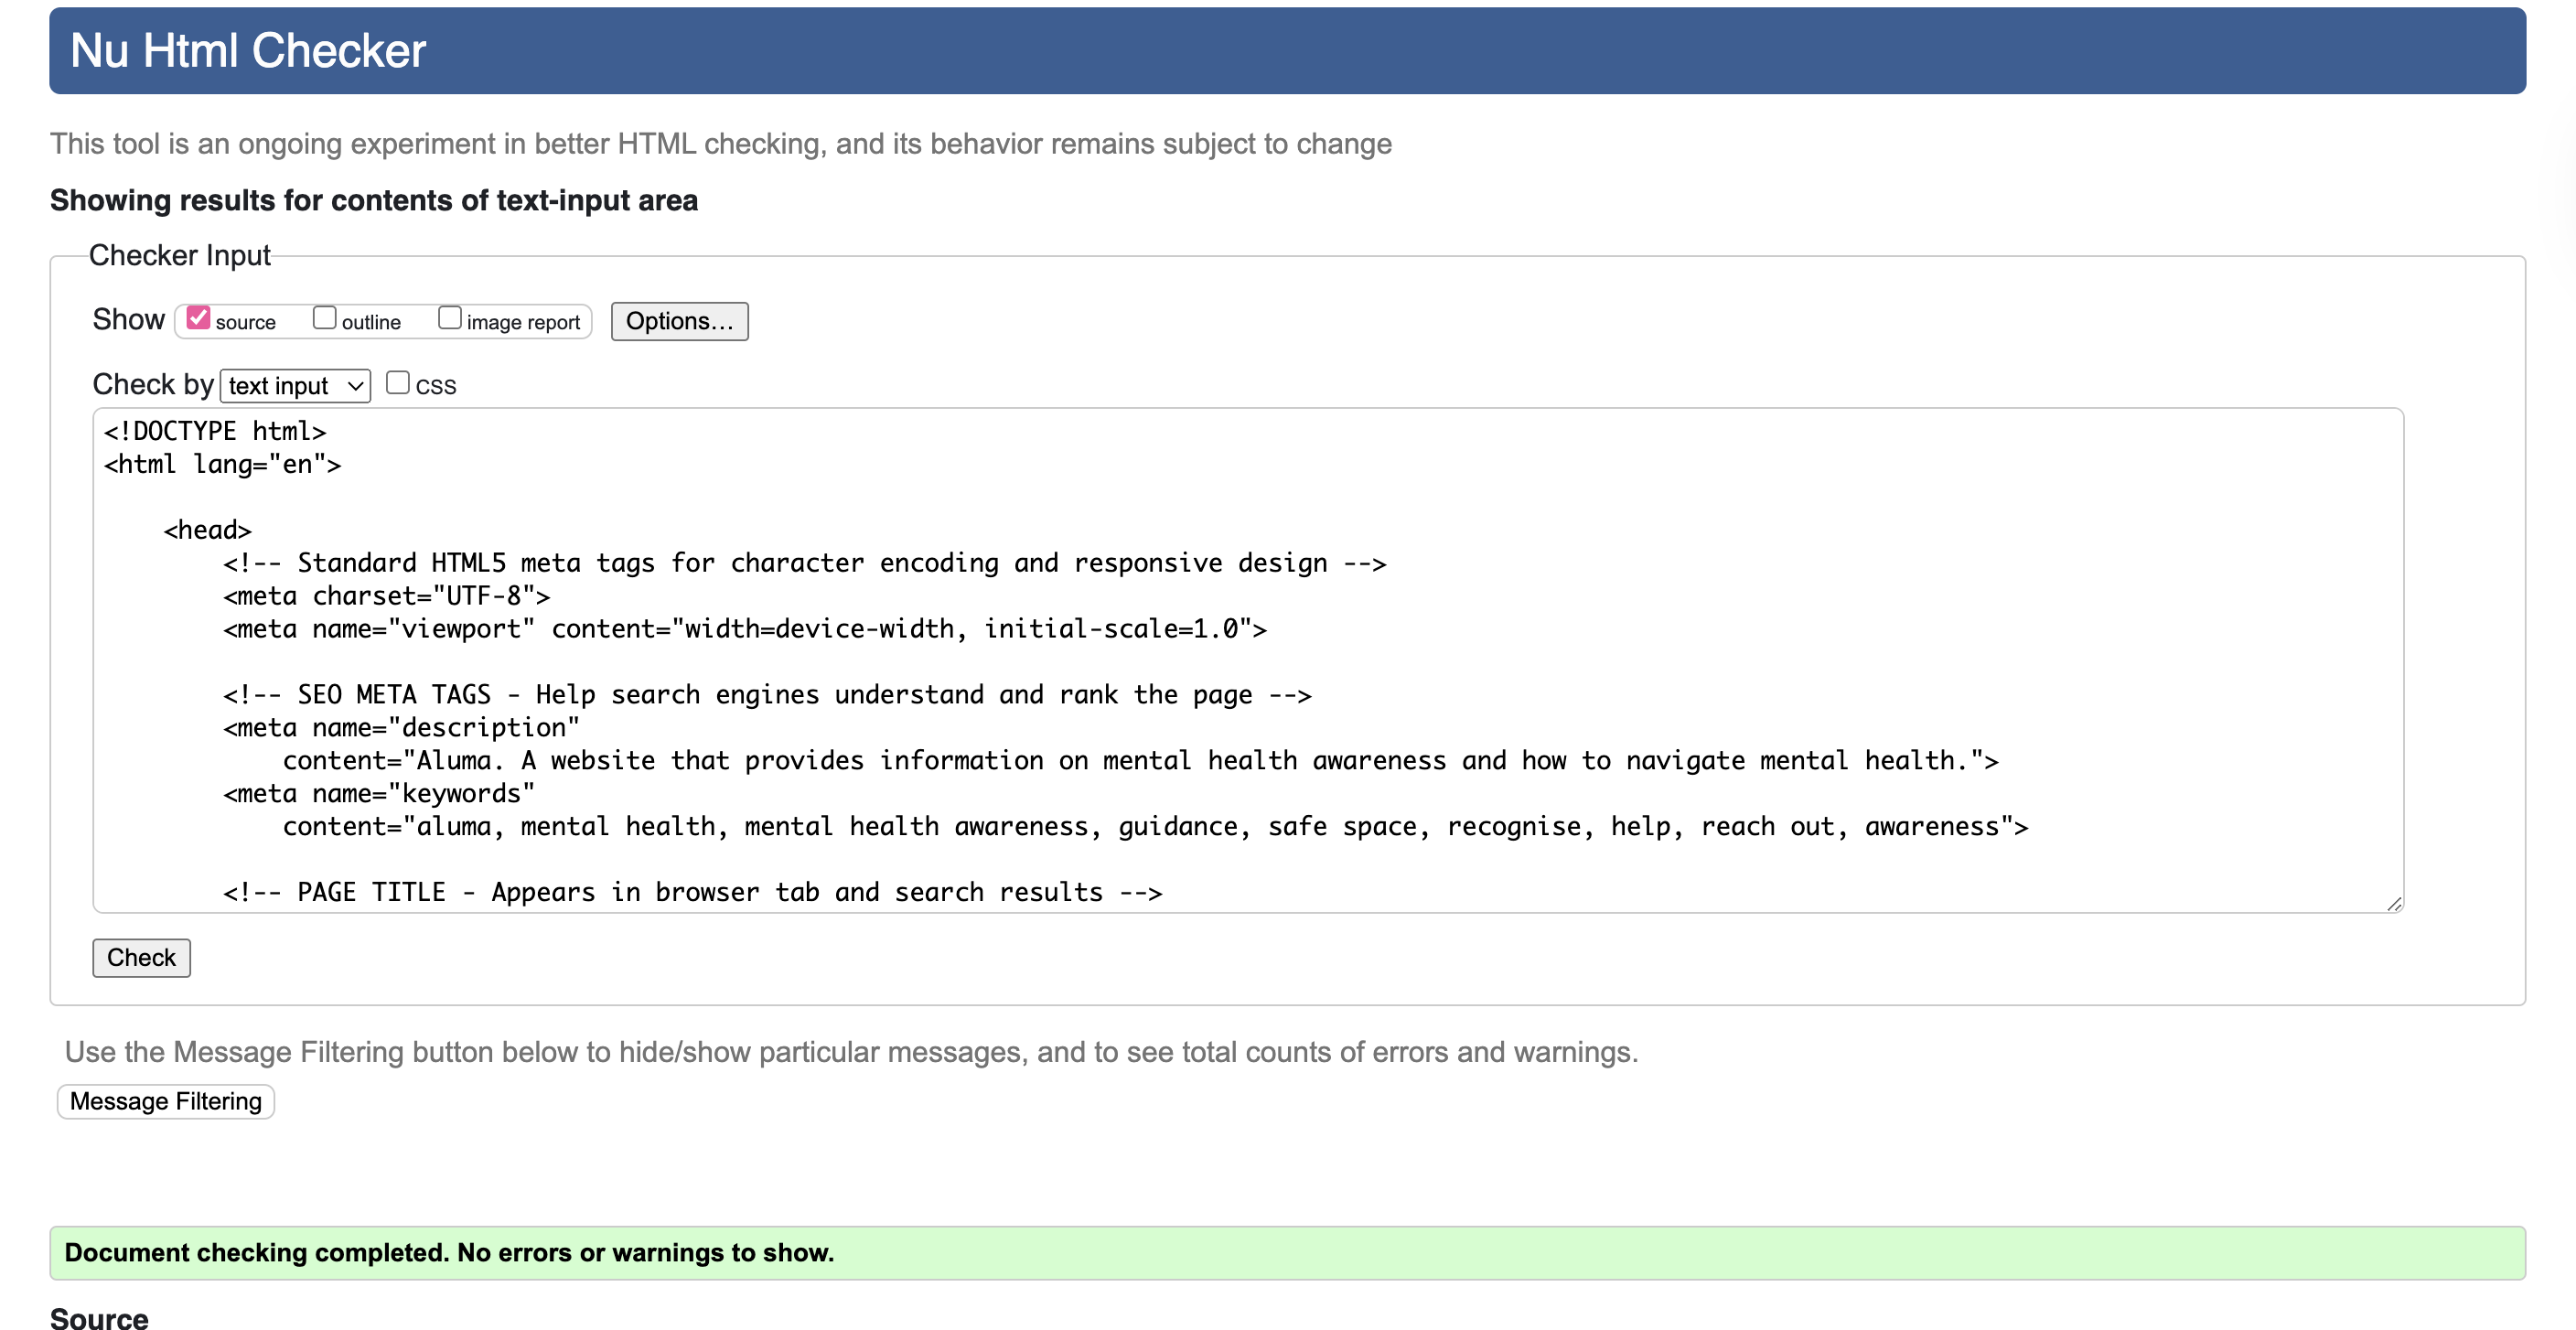 Nu Html Checker
This tool is an ongoing experiment in better HTML checking, and its behavior remains subject to change
Showing results for contents of text-input area
Checker Input
Show source outline image report Options...
Check by text input CSS
<!DOCTYPE html>
<html lang="en">
<head>
<!-- Standard HTML5 meta tags for character encoding and responsive design -->
<meta charset="UTF-8">
<meta name="viewport" content="width=device-width, initial-scale=1.0">
<!-- SEO META TAGS - Help search engines understand and rank the page -->
<meta name="description"
content="Aluma. A website that provides information on mental health awareness and how to navigate mental health.">
<meta name="keywords"
content="aluma, mental health, mental health awareness, guidance, safe space, recognise, help, reach out, awareness">
<!-- PAGE TITLE - Appears in browser tab and search results -->
Check
Use the Message Filtering button below to hide/show particular messages, and to see total counts of errors and warnings.
Message Filtering
Document checking completed. No errors or warnings to show.
Source